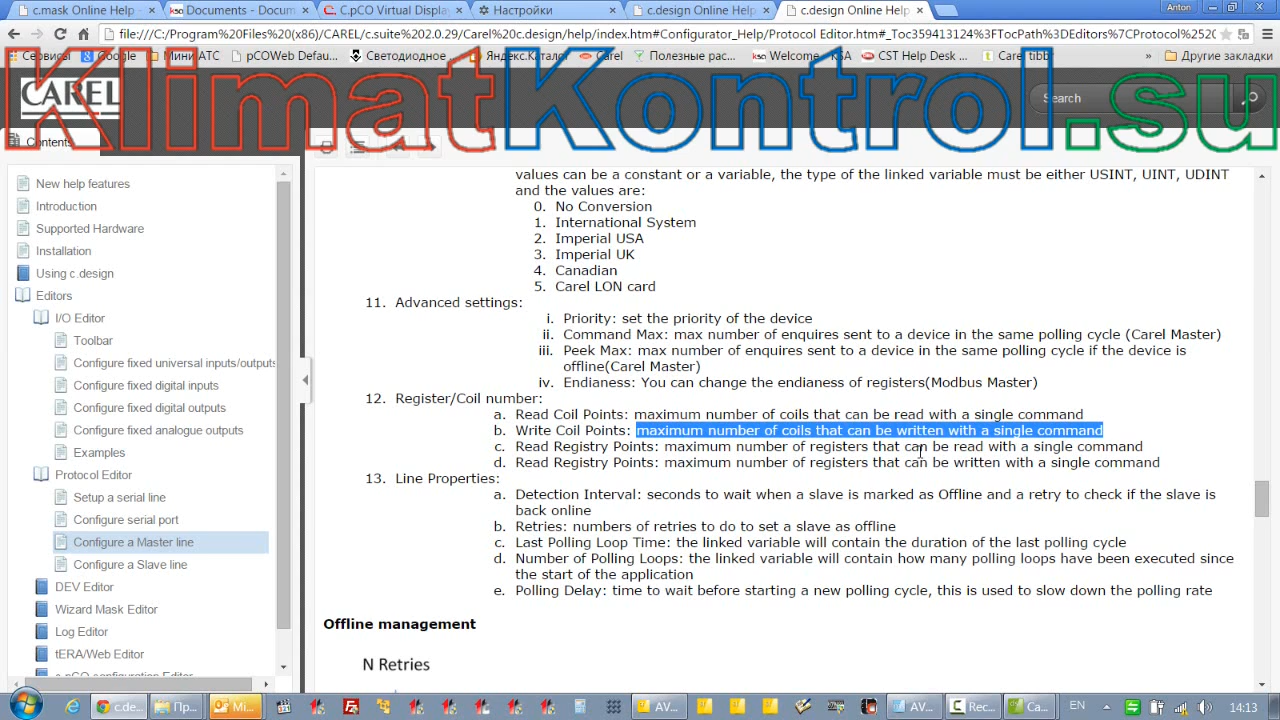 c.mask Online Help -
Documents - Docum
C.pCO Virtual Display
Настройки
c.design Online Help
c.design Online Help
Anton
file:///C:/Program%20Files%20(x86)/CAREL/c.suite%202.0.29/Carel%20c.design/help/index.htm#Configurator_Help/Protocol Editor.htm#_Toc359413124%3FTocPath%3DEditors%7CProtocol%2520
Сервисы
Google
МиниАТС
pCOWeb Defau...
Светодиодное
Яндекс.Каталог
Полезные рас...
Welcome - KSA
CST Help Desk ...
Carel tibb
»
Другие закладки
KlimatKontrol.su
CAREL
Search
Contents
New help features
Introduction
Supported Hardware
Installation
Using c.design
Editors
I/O Editor
Toolbar
Configure fixed universal inputs/outputs
Configure fixed digital inputs
Configure fixed digital outputs
Configure fixed analogue outputs
Examples
Protocol Editor
Setup a serial line
Configure serial port
Configure a Master line
Configure a Slave line
DEV Editor
Wizard Mask Editor
Log Editor
tERA/Web Editor
c.pCO configuration Editor
values can be a constant or a variable, the type of the linked variable must be either USINT, UINT, UDINT
and the values are:
0. No Conversion
1. International System
2. Imperial USA
3. Imperial UK
4. Canadian
5. Carel LON card
11. Advanced settings:
i. Priority: set the priority of the device
ii. Command Max: max number of enquires sent to a device in the same polling cycle (Carel Master)
iii. Peek Max: max number of enquires sent to a device in the same polling cycle if the device is
offline(Carel Master)
iv. Endianess: You can change the endianess of registers(Modbus Master)
12. Register/Coil number:
a. Read Coil Points: maximum number of coils that can be read with a single command
b. Write Coil Points: maximum number of coils that can be written with a single command
c. Read Registry Points: maximum number of registers that can be read with a single command
d. Read Registry Points: maximum number of registers that can be written with a single command
13. Line Properties:
a. Detection Interval: seconds to wait when a slave is marked as Offline and a retry to check if the slave is
back online
b. Retries: numbers of retries to do to set a slave as offline
c. Last Polling Loop Time: the linked variable will contain the duration of the last polling cycle
d. Number of Polling Loops: the linked variable will contain how many polling loops have been executed since
the start of the application
e. Polling Delay: time to wait before starting a new polling cycle, this is used to slow down the polling rate
Offline management
N Retries
c.de...
Пр...
Mi...
AV...
AV...
Rec...
Ca...
EN
14:13